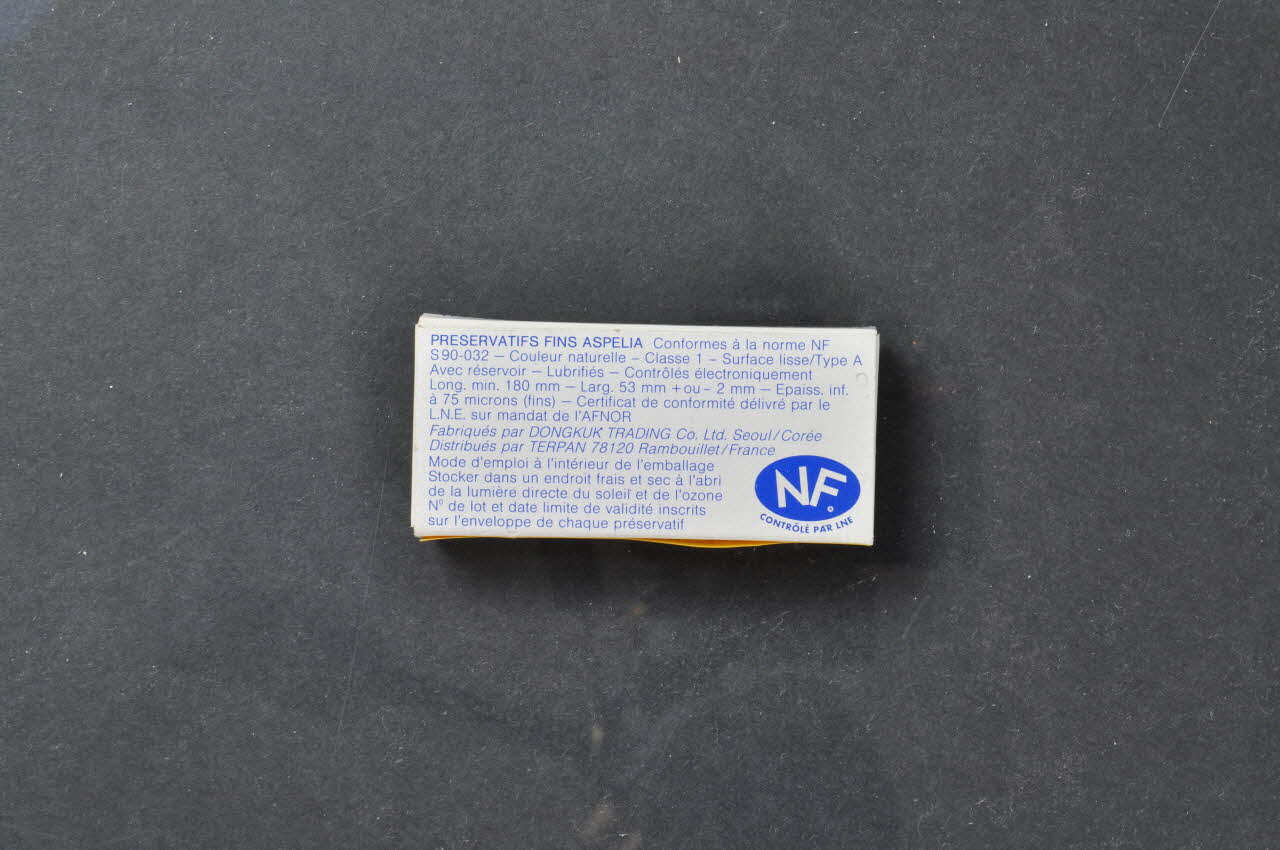 PRESERVATIFS FINS ASPELIA Conformes à la norme NF
S 90-032 – Couleur naturelle – Classe 1 – Surface lisse/Type A
Avec réservoir – Lubrifiés – Contrôlés électroniquement
Long. min. 180 mm – Larg. 53 mm + ou – 2 mm – Epaiss. inf.
à 75 microns (fins) – Certificat de conformité délivré par le
L.N.E. sur mandat de l'AFNOR
Fabriqués par DONGKUK TRADING Co. Ltd. Seoul/Corée
Distribués par TERPAN 78120 Rambouillet/France
Mode d'emploi à l'intérieur de l'emballage
Stocker dans un endroit frais et sec à l'abri
de la lumière directe du soleil et de l'ozone
N° de lot et date limite de validité inscrits
sur l'enveloppe de chaque préservatif
NF
CONTRÔLÉ PAR LNE